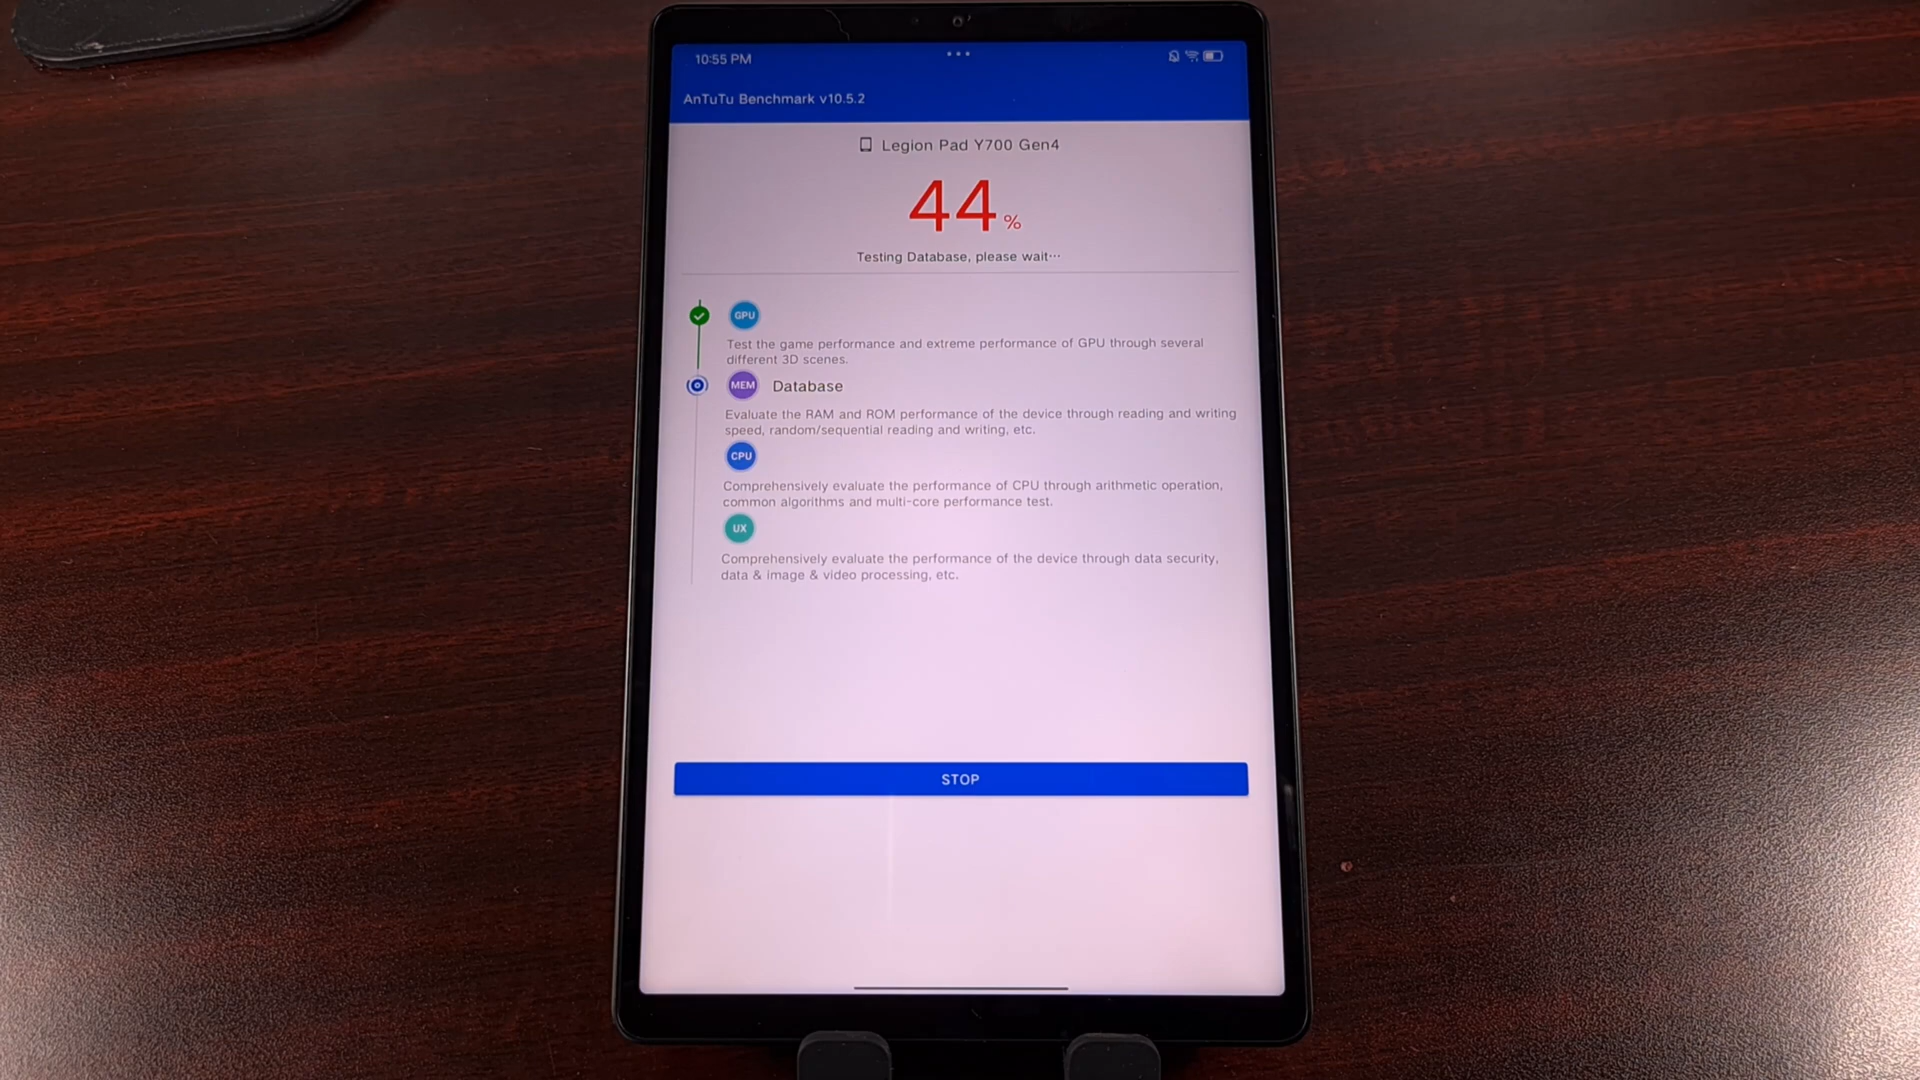 10:55 PM
AnTuTu Benchmark v10.5.2
Legion Pad Y700 Gen4
44%
Testing Database, please wait···
GPU
Test the game performance and extreme performance of GPU through several
different 3D scenes.
MEM Database
Evaluate the RAM and ROM performance of the device through reading and writing
speed, random/sequential reading and writing, etc.
CPU
Comprehensively evaluate the performance of CPU through arithmetic operation,
common algorithms and multi-core performance test.
UX
Comprehensively evaluate the performance of the device through data security,
data & image & video processing, etc.
STOP